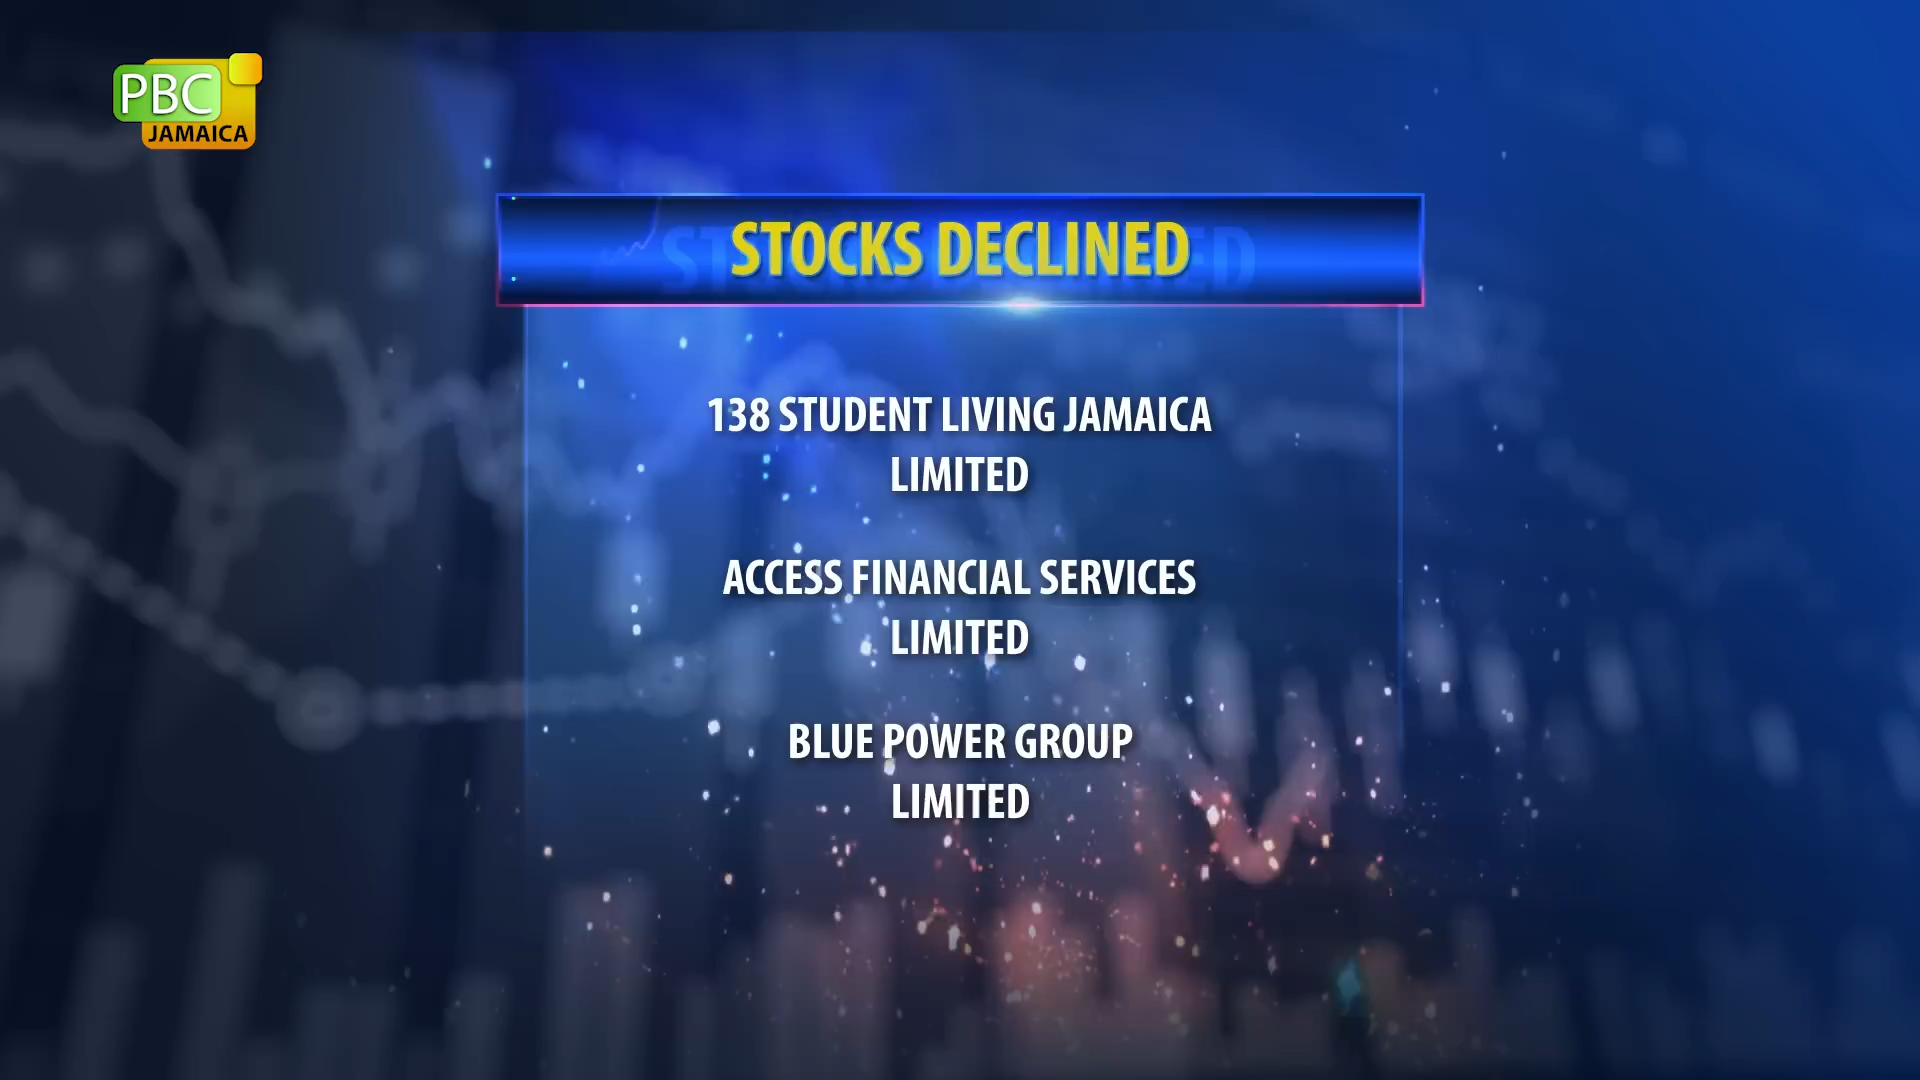 PBC
JAMAICA
STOCKS DECLINED
138 STUDENT LIVING JAMAICA
LIMITED
ACCESS FINANCIAL SERVICES
LIMITED
BLUE POWER GROUP
LIMITED